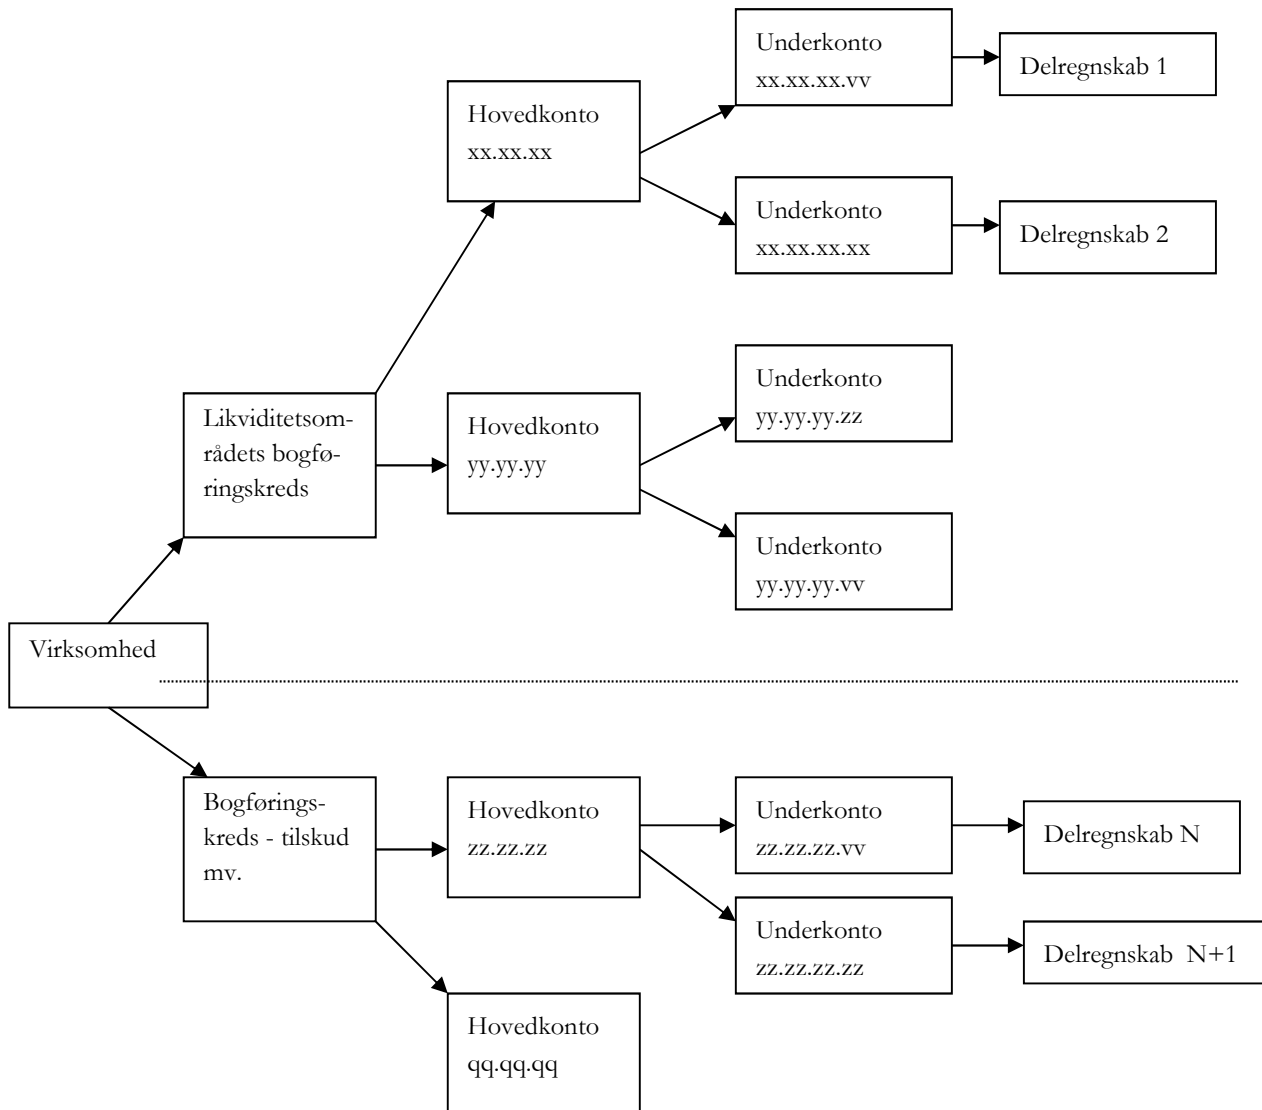 Underkonto
xx.xx.xx.vv
Delregnskab 1
Hovedkonto
xx.xx.xx
Underkonto
xx.xx.xx.xx
Delregnskab 2
Underkonto
yy.yy.yy.zz
Likviditetsom-
rådets bogfø-
ringskreds
Hovedkonto
yy.yy.yy
Underkonto
yy.yy.yy.vv
Virksomhed
Bogførings-
kreds - tilskud
mv.
Hovedkonto
zz.zz.zz
Underkonto
zz.zz.zz.vv
Delregnskab N
Underkonto
zz.zz.zz.zz
Delregnskab N+1
Hovedkonto
qq.qq.qq